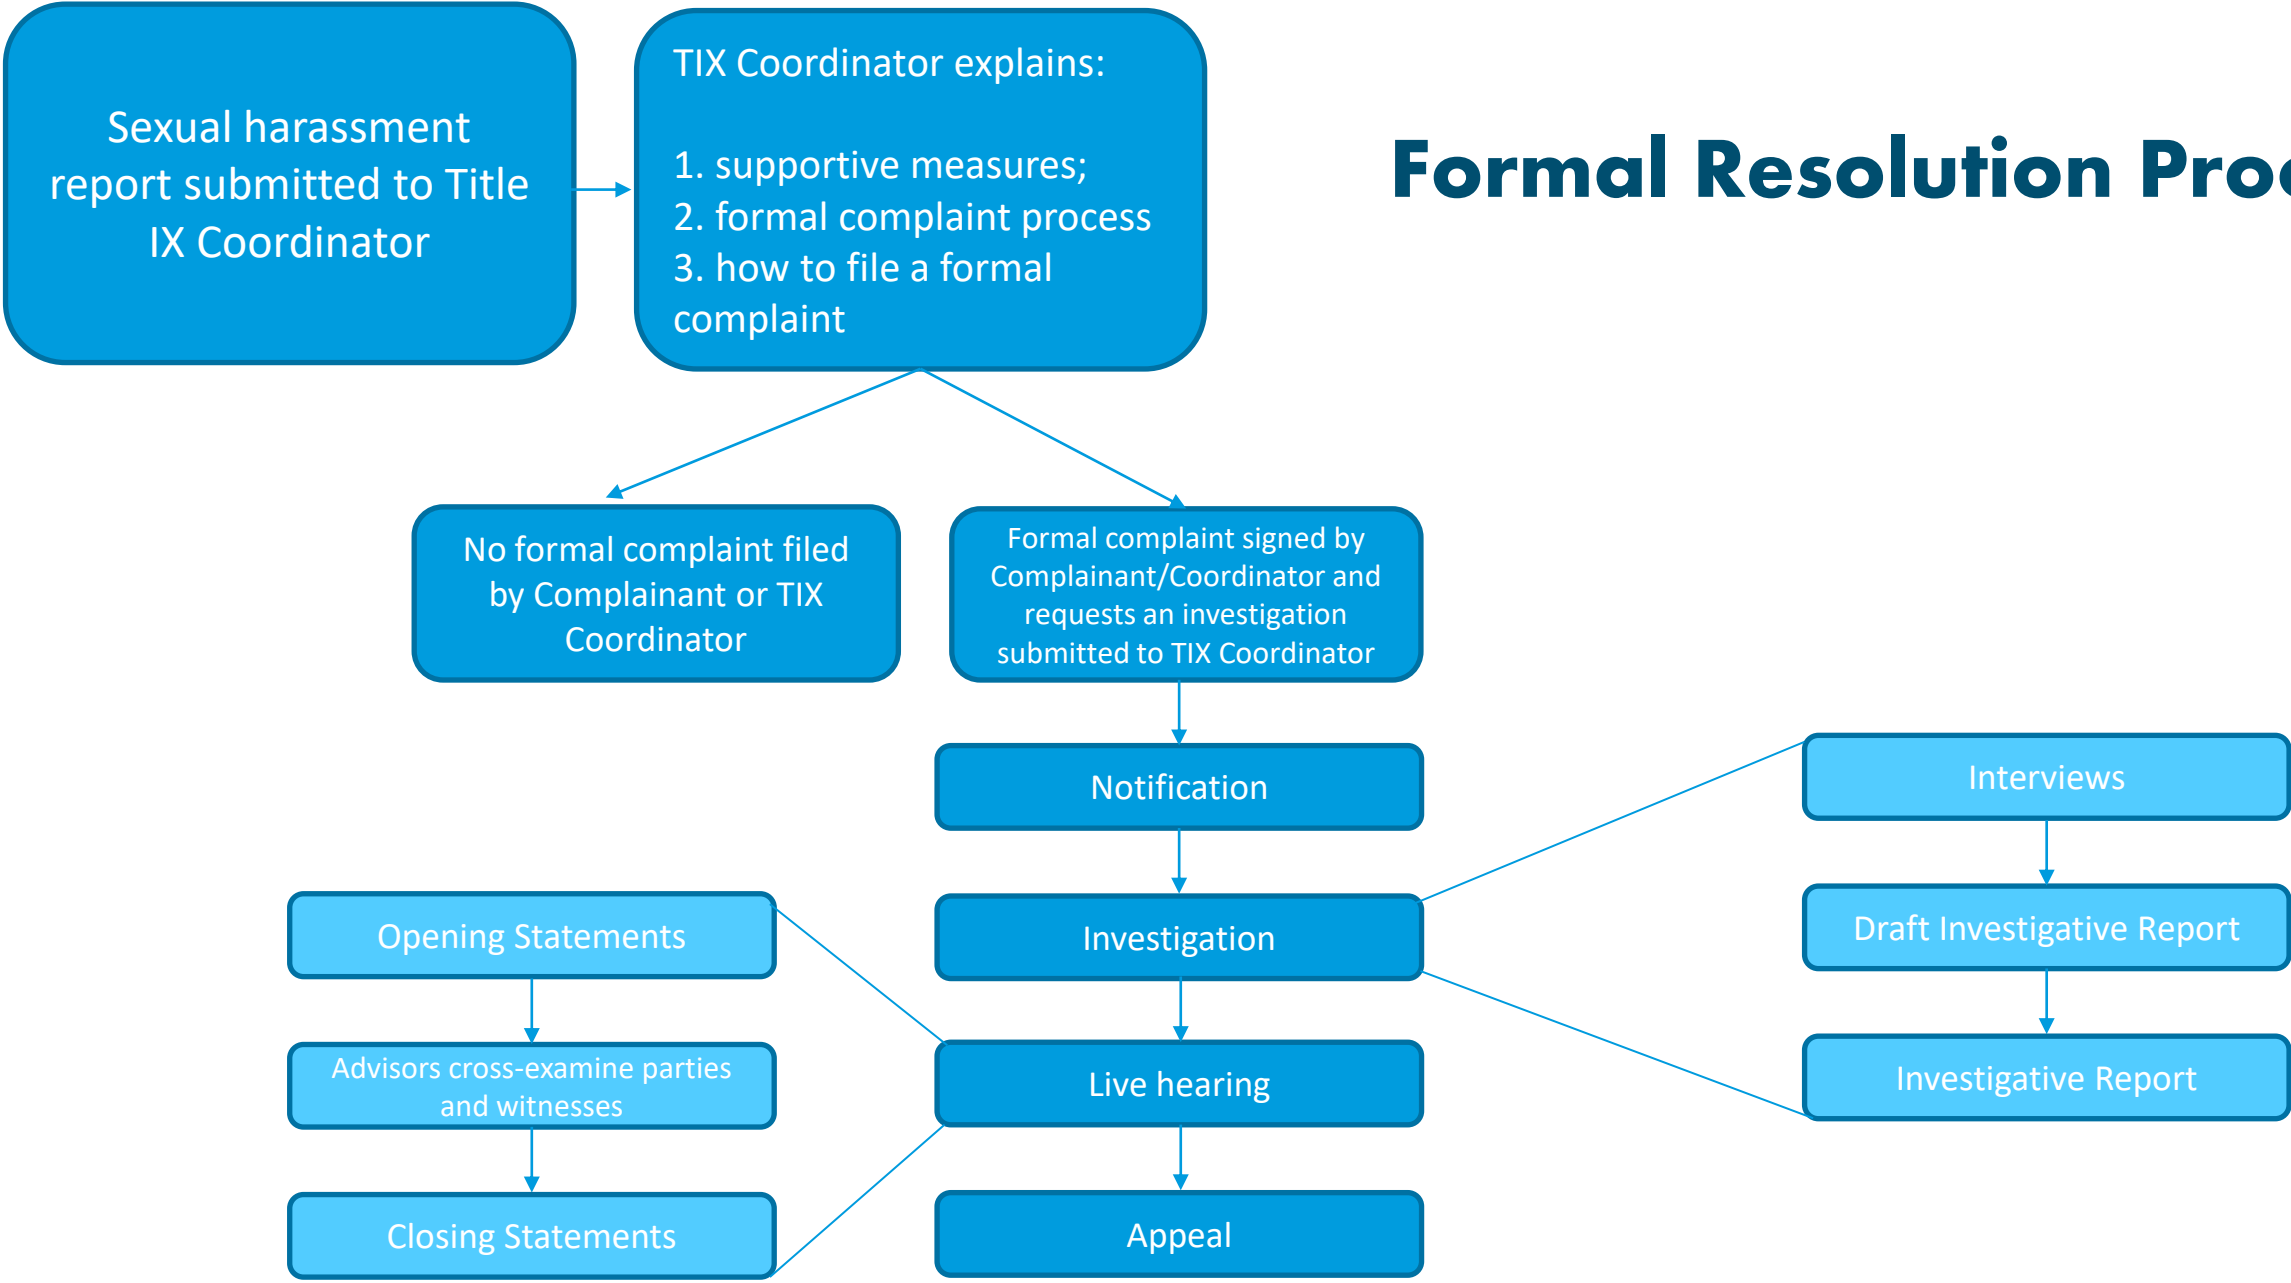 Sexual harassment
report submitted to Title
IX Coordinator
TIX Coordinator explains:
1. supportive measures;
2. formal complaint process
3. how to file a formal
complaint
Formal Resolution Pro
No formal complaint filed
by Complainant or TIX
Coordinator
Formal complaint signed by
Complainant/Coordinator and
requests an investigation
submitted to TIX Coordinator
Notification
Investigation
Live hearing
Appeal
Interviews
Draft Investigative Report
Investigative Report
Opening Statements
Advisors cross-examine parties
and witnesses
Closing Statements